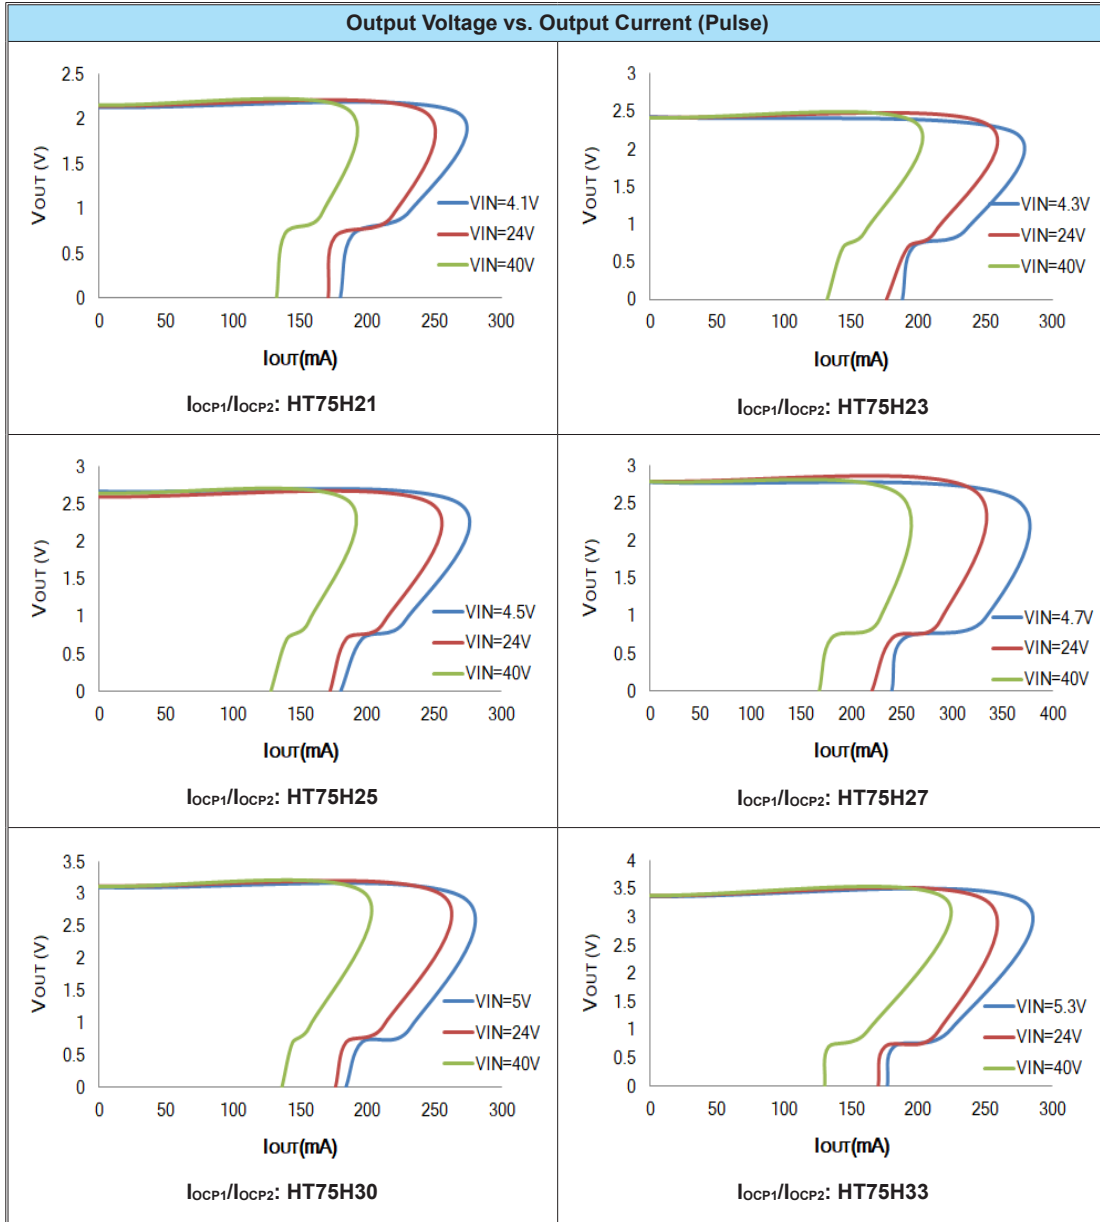 Output Voltage vs. Output Current (Pulse)
2.5
2
1.5
1
0.5
0
VOUT (V)
0 50 100 150 200 250 300
IOUT(mA)
VIN=4.1V
VIN=24V
VIN=40V
IOCP1/IOCP2: HT75H21
3
2.5
2
1.5
1
0.5
0
VOUT (V)
0 50 100 150 200 250 300
IOUT(mA)
VIN=4.3V
VIN=24V
VIN=40V
IOCP1/IOCP2: HT75H23
3
2.5
2
1.5
1
0.5
0
VOUT (V)
0 50 100 150 200 250 300
IOUT(mA)
VIN=4.5V
VIN=24V
VIN=40V
IOCP1/IOCP2: HT75H25
3
2.5
2
1.5
1
0.5
0
VOUT (V)
0 50 100 150 200 250 300 350 400
IOUT(mA)
VIN=4.7V
VIN=24V
VIN=40V
IOCP1/IOCP2: HT75H27
3.5
3
2.5
2
1.5
1
0.5
0
VOUT (V)
0 50 100 150 200 250 300
IOUT(mA)
VIN=5V
VIN=24V
VIN=40V
IOCP1/IOCP2: HT75H30
4
3.5
3
2.5
2
1.5
1
0.5
0
VOUT (V)
0 50 100 150 200 250 300
IOUT(mA)
VIN=5.3V
VIN=24V
VIN=40V
IOCP1/IOCP2: HT75H33